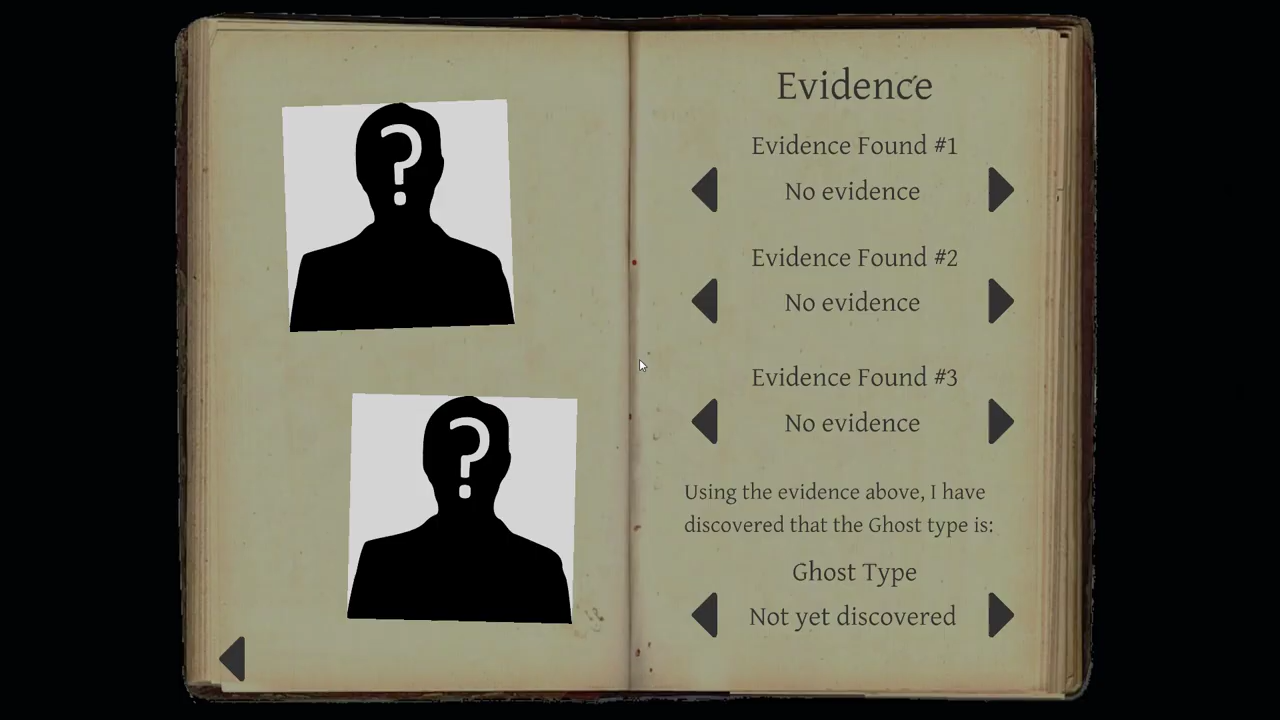 ?
?
Evidence
Evidence Found #1
No evidence
Evidence Found #2
No evidence
Evidence Found #3
No evidence
Using the evidence above, I have
discovered that the Ghost type is:
Ghost Type
Not yet discovered